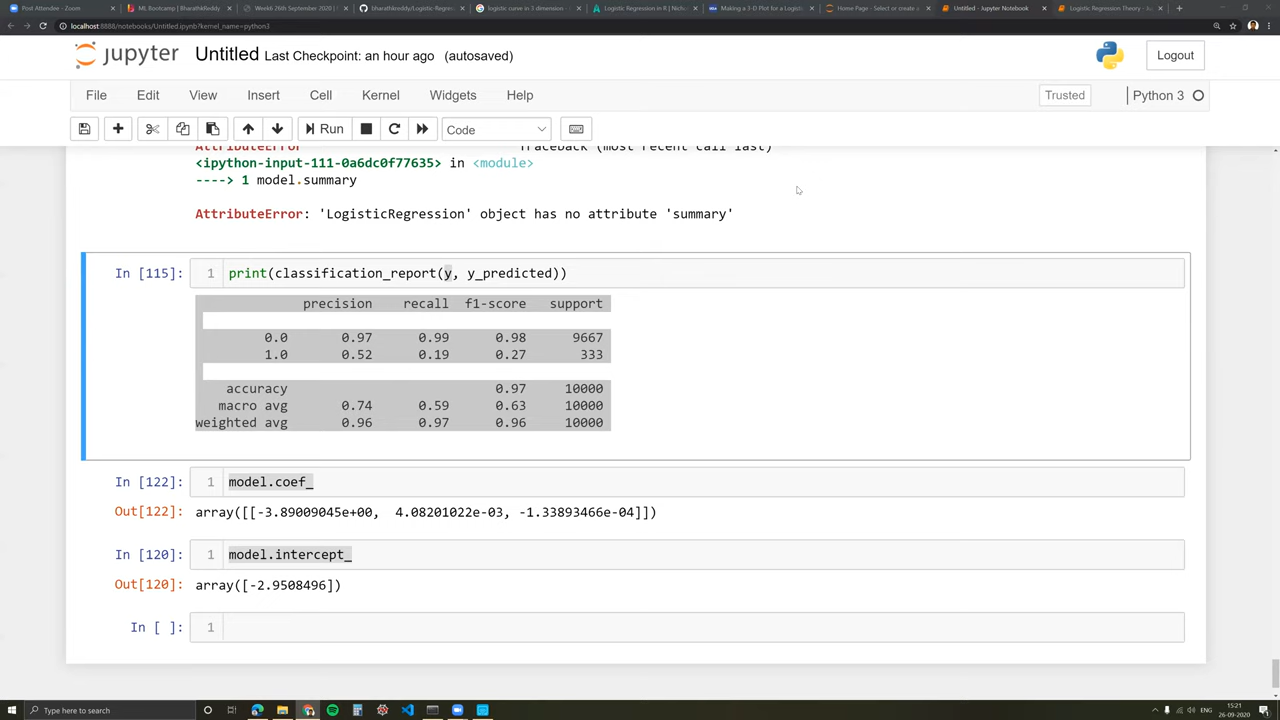 Post Attendee - Zoom
ML Bootcamp | BharathKReddy
Week6 26th September 2020
bharathkreddy/Logistic-Regres
logistic curve in 3 dimension -
Logistic Regression in R | Nich
Making a 3-D Plot for a Logist
Home Page - Select or create
Untitled - Jupyter Notebook
Logistic Regression Theory - Ju
localhost:8888/notebooks/Untitled.ipynb?kernel_name=python3
jupyter Untitled Last Checkpoint: an hour ago (autosaved) Logout
File Edit View Insert Cell Kernel Widgets Help Trusted Python 3
Run Code
AttributeError Traceback (most recent call last)
<ipython-input-111-0a6dc0f77635> in <module>
----> 1 model.summary
AttributeError: 'LogisticRegression' object has no attribute 'summary'
In [115]: 1 print(classification_report(y, y_predicted))
precision recall f1-score support
0.0 0.97 0.99 0.98 9667
1.0 0.52 0.19 0.27 333
accuracy 0.97 10000
macro avg 0.74 0.59 0.63 10000
weighted avg 0.96 0.97 0.96 10000
In [122]: 1 model.coef_
Out[122]: array([[-3.89009045e+00, 4.08201022e-03, -1.33893466e-04]])
In [120]: 1 model.intercept_
Out[120]: array([-2.9508496])
In [ ]: 1
Type here to search
ENG
15:21
26-09-2020